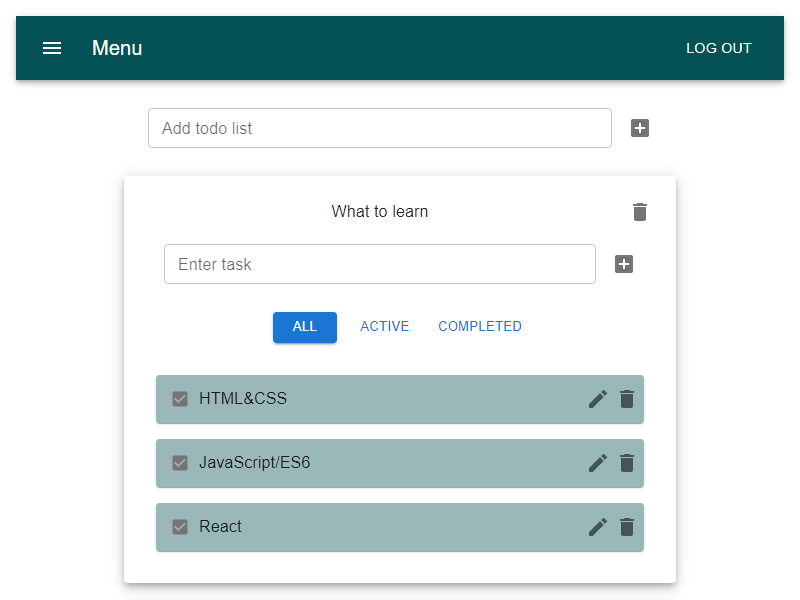 Menu
LOG OUT
Add todo list
What to learn
Enter task
ALL
ACTIVE
COMPLETED
HTML&CSS
JavaScript/ES6
React